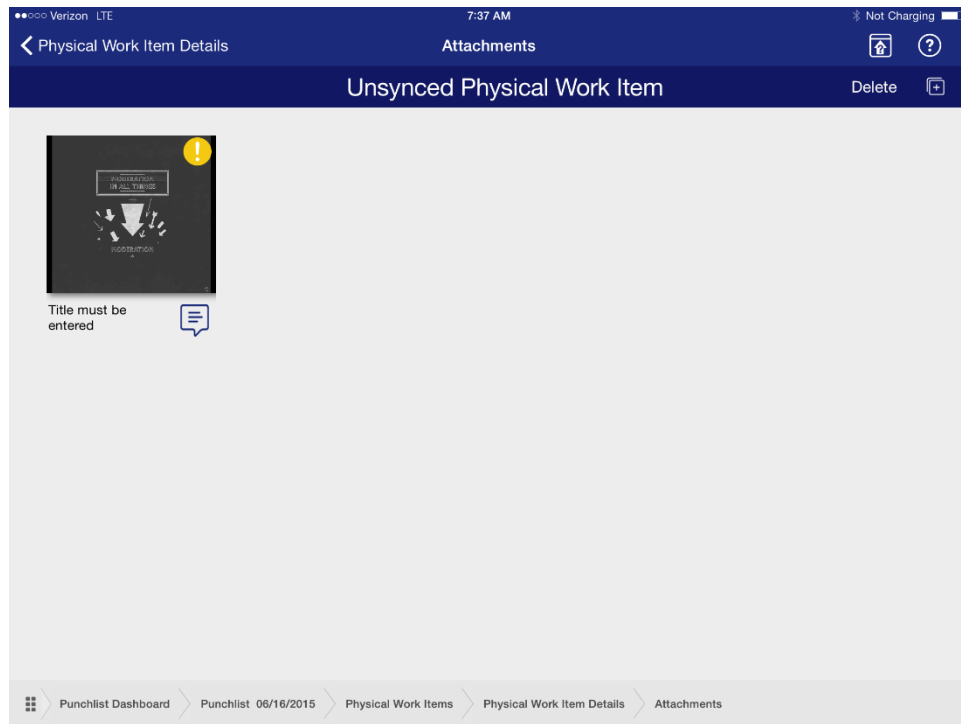 Verizon LTE
7:37 AM
Not Charging
Physical Work Item Details
Attachments
?
Unsynced Physical Work Item
Delete
!
MODERATION
IN ALL THINGS
MODERATION
Title must be
entered
Punchlist Dashboard
Punchlist 06/16/2015
Physical Work Items
Physical Work Item Details
Attachments